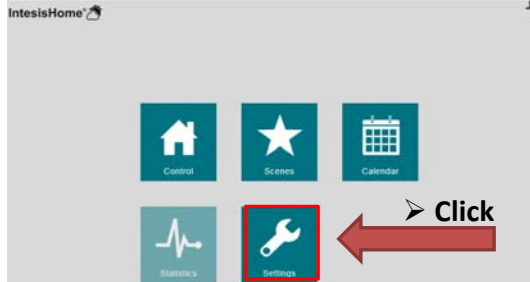 IntesisHome®
Control
Scenes
Calendar
➢ Click
Statistics
Settings